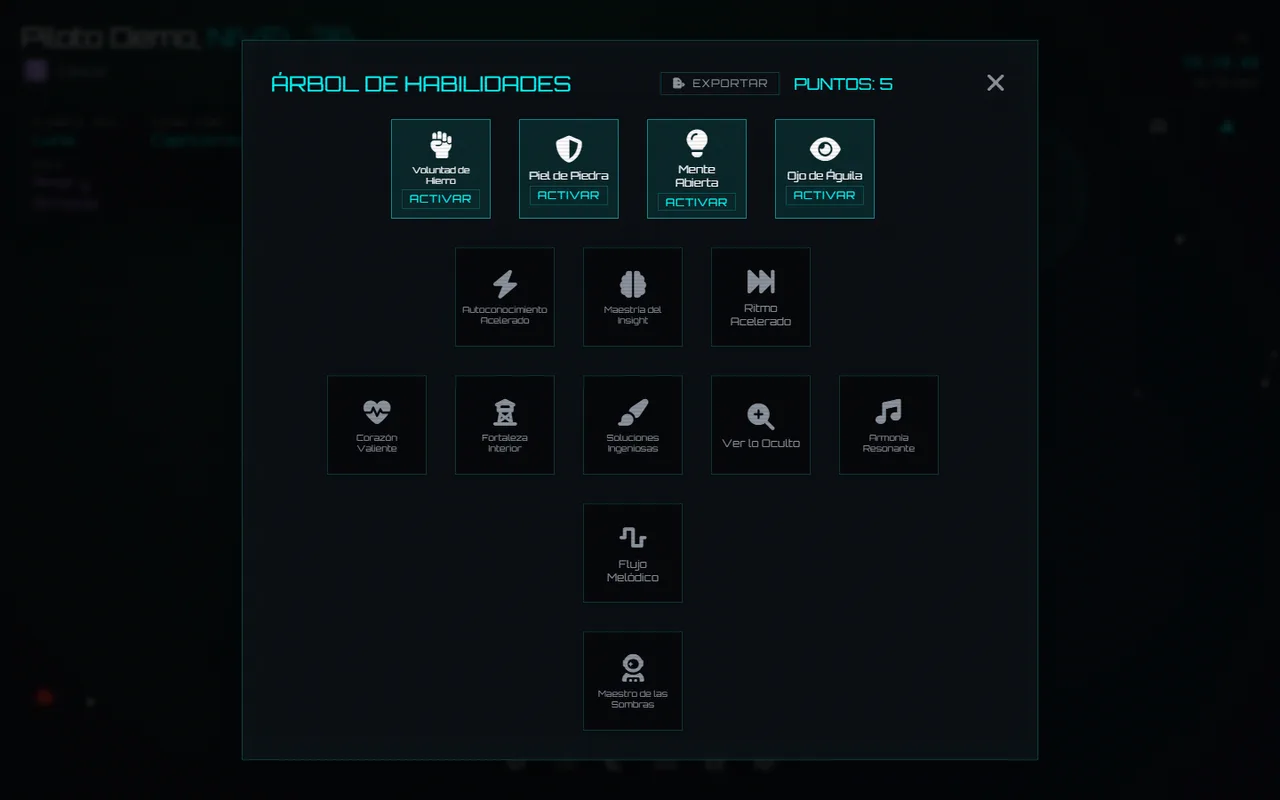 Piloto Demo,
ÁRBOL DE HABILIDADES
EXPORTAR
PUNTOS: 5
Voluntad de
Hierro
ACTIVAR
Piel de Piedra
ACTIVAR
Mente
Abierta
ACTIVAR
Ojo de Águila
ACTIVAR
Autoconocimiento
Acelerado
Maestría del
Insight
Ritmo
Acelerado
Corazón
Valiente
Fortaleza
Interior
Soluciones
Ingeniosas
Ver lo Oculto
Armonía
Resonante
Flujo
Melódico
Maestro de las
Sombras